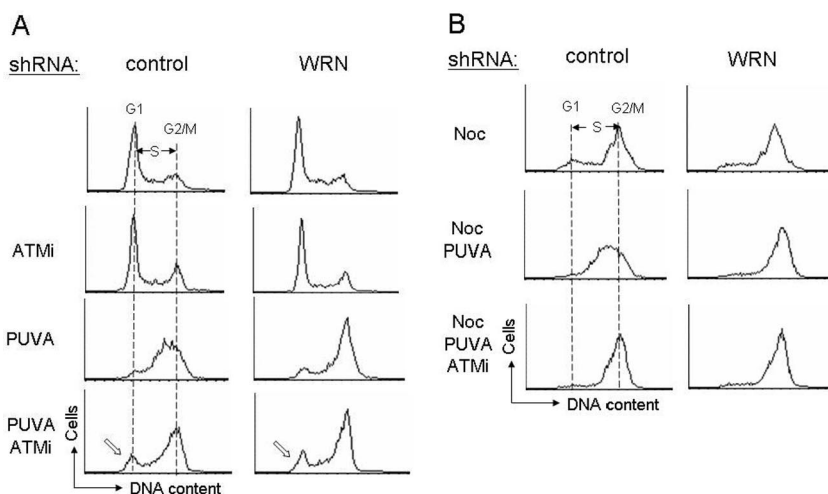 A
shRNA: control WRN
G1
G2/M
S
ATMi
PUVA
PUVA
ATMi
Cells
DNA content
B
shRNA: control WRN
Noc
G1
S
G2/M
Noc
PUVA
Noc
PUVA
ATMi
Cells
DNA content